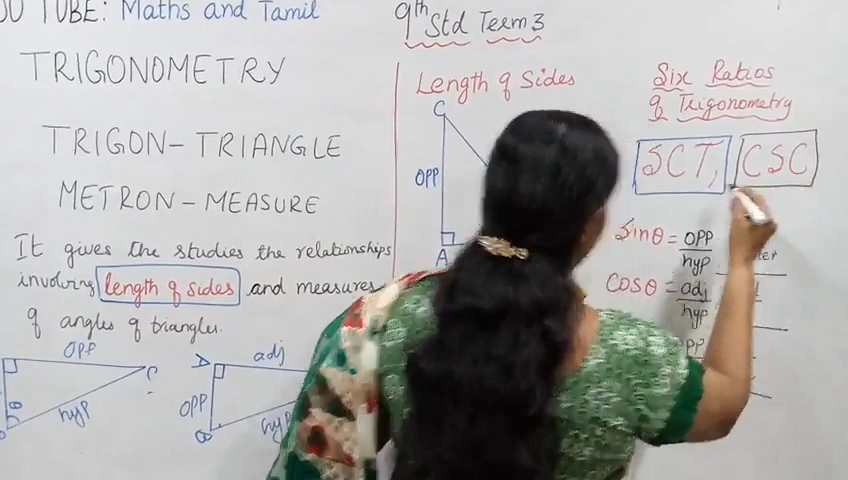 TUBE: Maths and Tamil
TRIGONOMETRY
TRIGON- TRIANGLE
METRON - MEASURE
It gives the studies the relationships
involving length of sides and measures
of angles of triangles.
OPP
C
θ
hyp
A
adj
OPP
B
hyp
9th Std Term 3
Length of Sides
C
OPP
A
Six Ratios
of Trigonometry
SCT, CSC
Sinθ = OPP
hyp
COSθ = adj
hyp